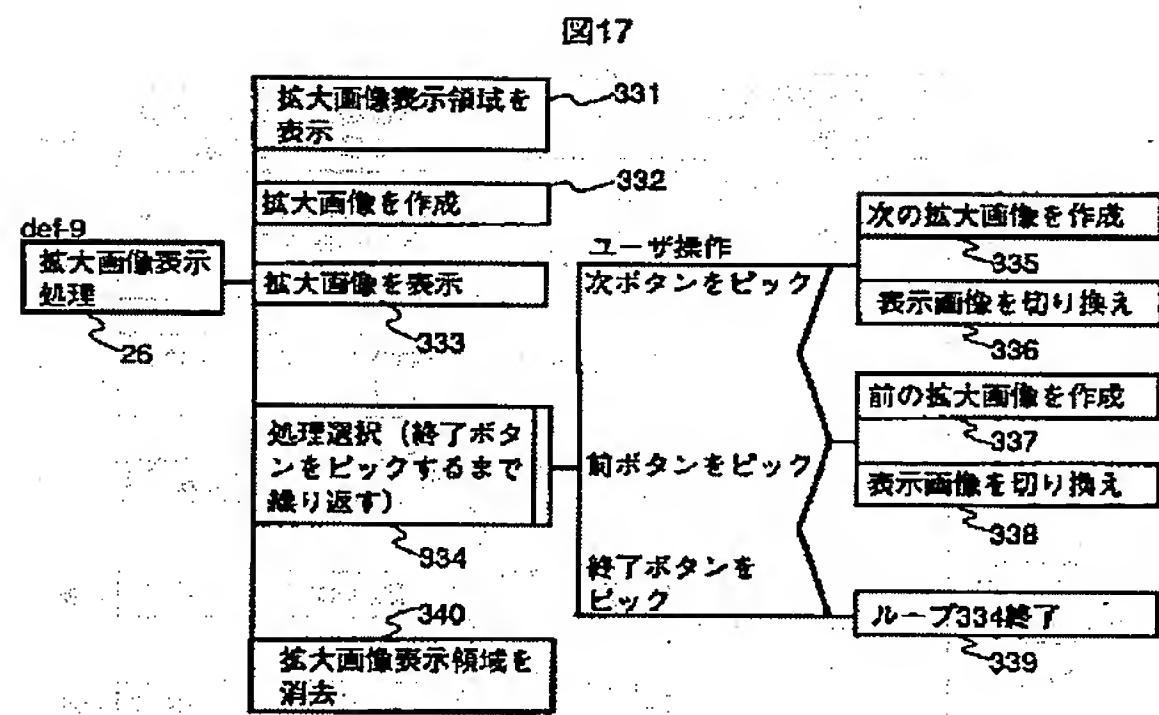 図17
拡大画像表示領域を
表示
331
拡大画像を作成
332
def-9
拡大画像表示
処理
26
拡大画像を表示
333
処理選択（終了ボタ
ンをピックするまで
繰り返す）
334
340
拡大画像表示領域を
消去
ユーザ操作
次ボタンをピック
前ボタンをピック
終了ボタンを
ピック
次の拡大画像を作成
335
表示画像を切り換え
336
前の拡大画像を作成
337
表示画像を切り換え
338
ループ334終了
339